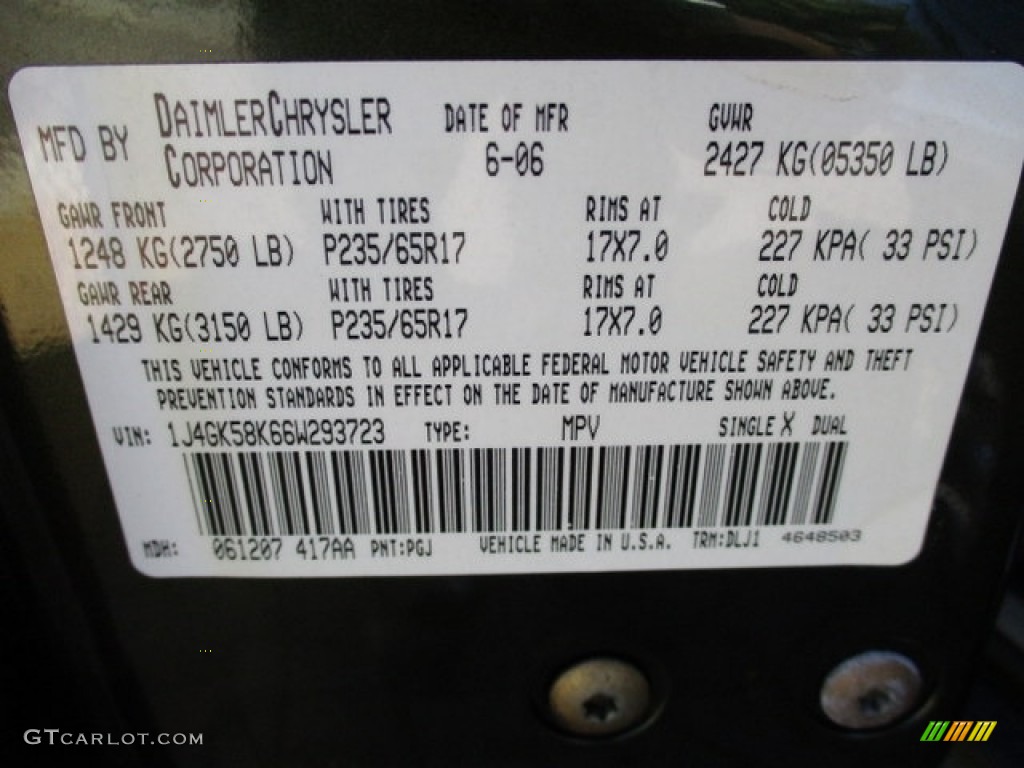 MFD BY DAIMLERCHRYSLER CORPORATION DATE OF MFR 6-06 GVWR 2427 KG(05350 LB)
GAWR FRONT WITH TIRES RIMS AT COLD
1248 KG(2750 LB) P235/65R17 17X7.0 227 KPA( 33 PSI)
GAWR REAR WITH TIRES RIMS AT COLD
1429 KG(3150 LB) P235/65R17 17X7.0 227 KPA( 33 PSI)
THIS VEHICLE CONFORMS TO ALL APPLICABLE FEDERAL MOTOR VEHICLE SAFETY AND THEFT
PREVENTION STANDARDS IN EFFECT ON THE DATE OF MANUFACTURE SHOWN ABOVE.
VIN: 1J4GK58K66W293723 TYPE: MPV SINGLE X DUAL
MDH: 061207 417AA PNT:PGJ VEHICLE MADE IN U.S.A. TRM:DLJ1 4648503
GTCARLOT.COM